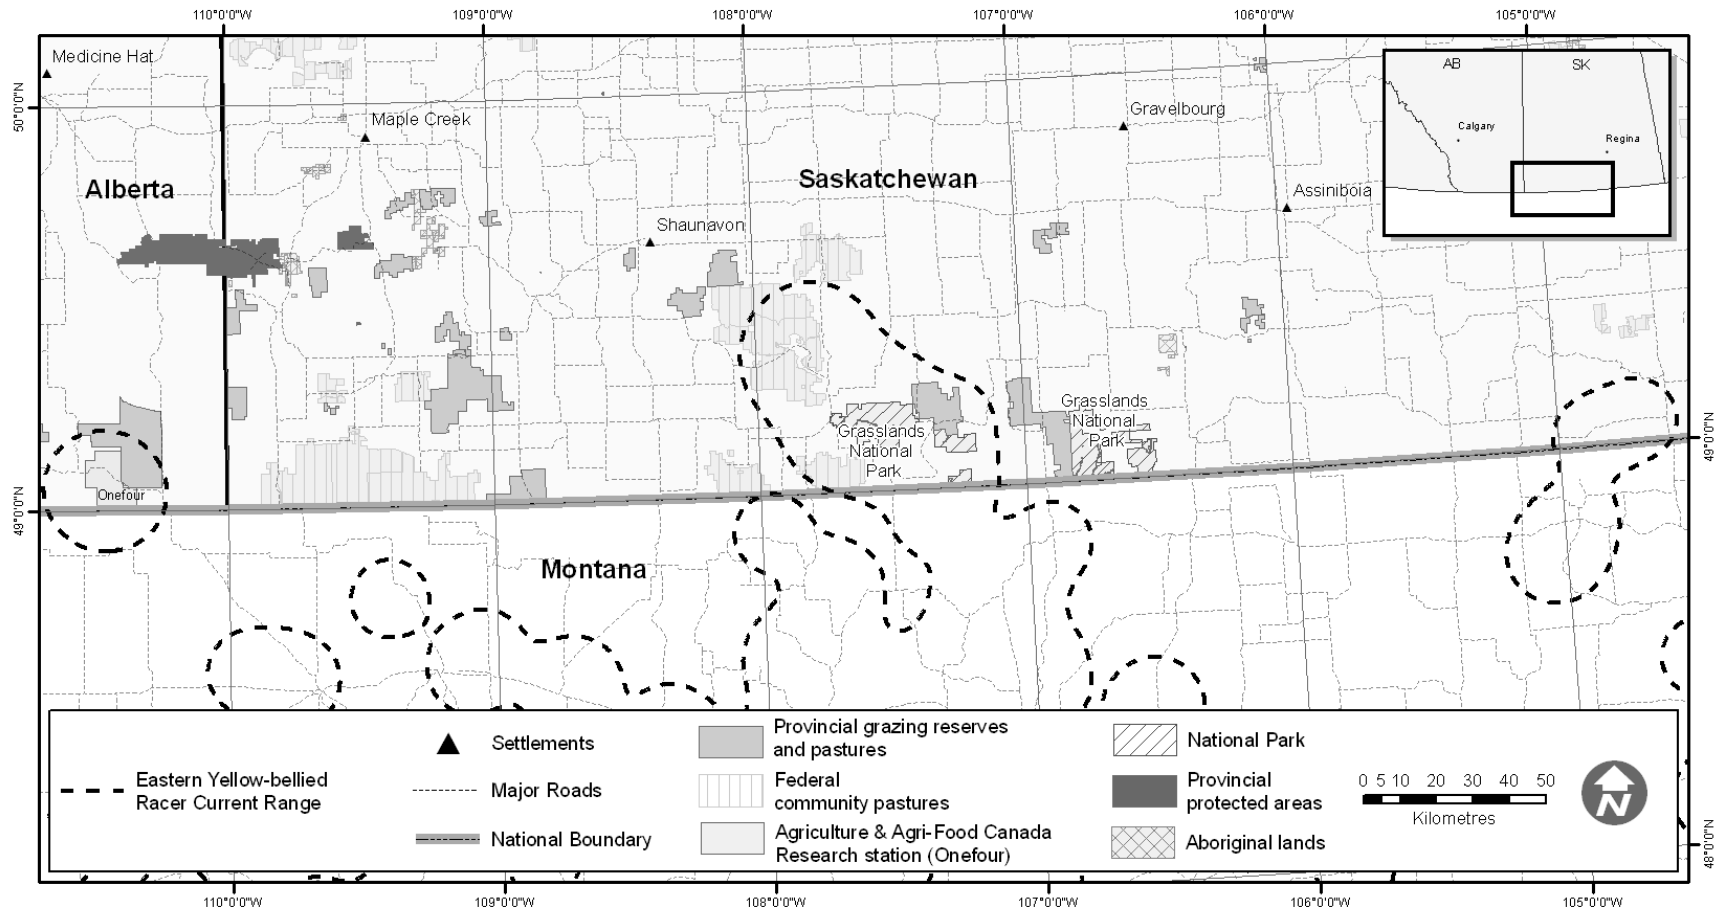 110°0'0"W
109°0'0"W
108°0'0"W
107°0'0"W
106°0'0"W
105°0'0"W
Medicine Hat
50°0'0"N
Maple Creek
Gravelbourg
AB
SK
Calgary
Regina
Alberta
Saskatchewan
Assiniboia
Shaunavon
Grasslands
National
Park
Grasslands
National
Park
49°0'0"N
Onefour
49°0'0"N
Montana
Eastern Yellow-bellied
Racer Current Range
Settlements
Major Roads
National Boundary
Provincial grazing reserves
and pastures
Federal
community pastures
Agriculture & Agri-Food Canada
Research station (Onefour)
National Park
Provincial
protected areas
Aboriginal lands
0 5 10 20 30 40 50
Kilometres
N
48°0'0"N
110°0'0"W
109°0'0"W
108°0'0"W
107°0'0"W
106°0'0"W
105°0'0"W